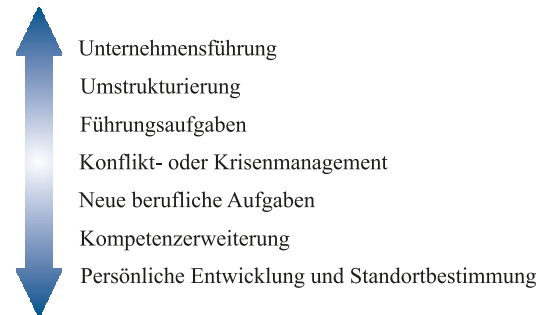 Unternehmensführung
Umstrukturierung
Führungsaufgaben
Konflikt- oder Krisenmanagement
Neue berufliche Aufgaben
Kompetenzerweiterung
Persönliche Entwicklung und Standortbestimmung